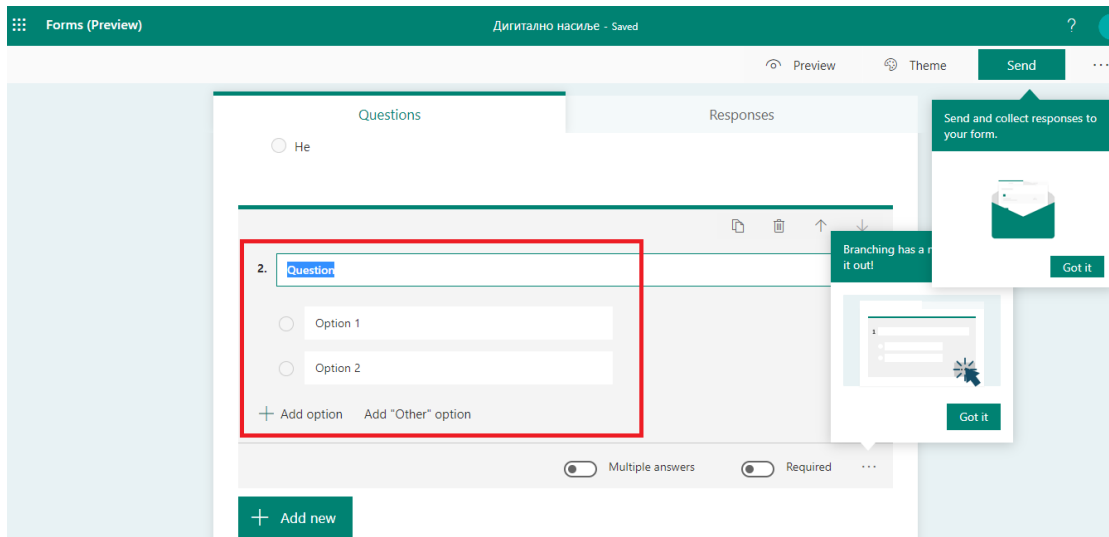 Forms (Preview)
Дигитално насиље - Saved
?
Preview
Theme
Send
Questions
Responses
Send and collect responses to
your form.
Не
Got it
2. Question
Branching has a
it out!
Option 1
Option 2
1
Add option
Add "Other" option
Got it
Multiple answers
Required
Add new